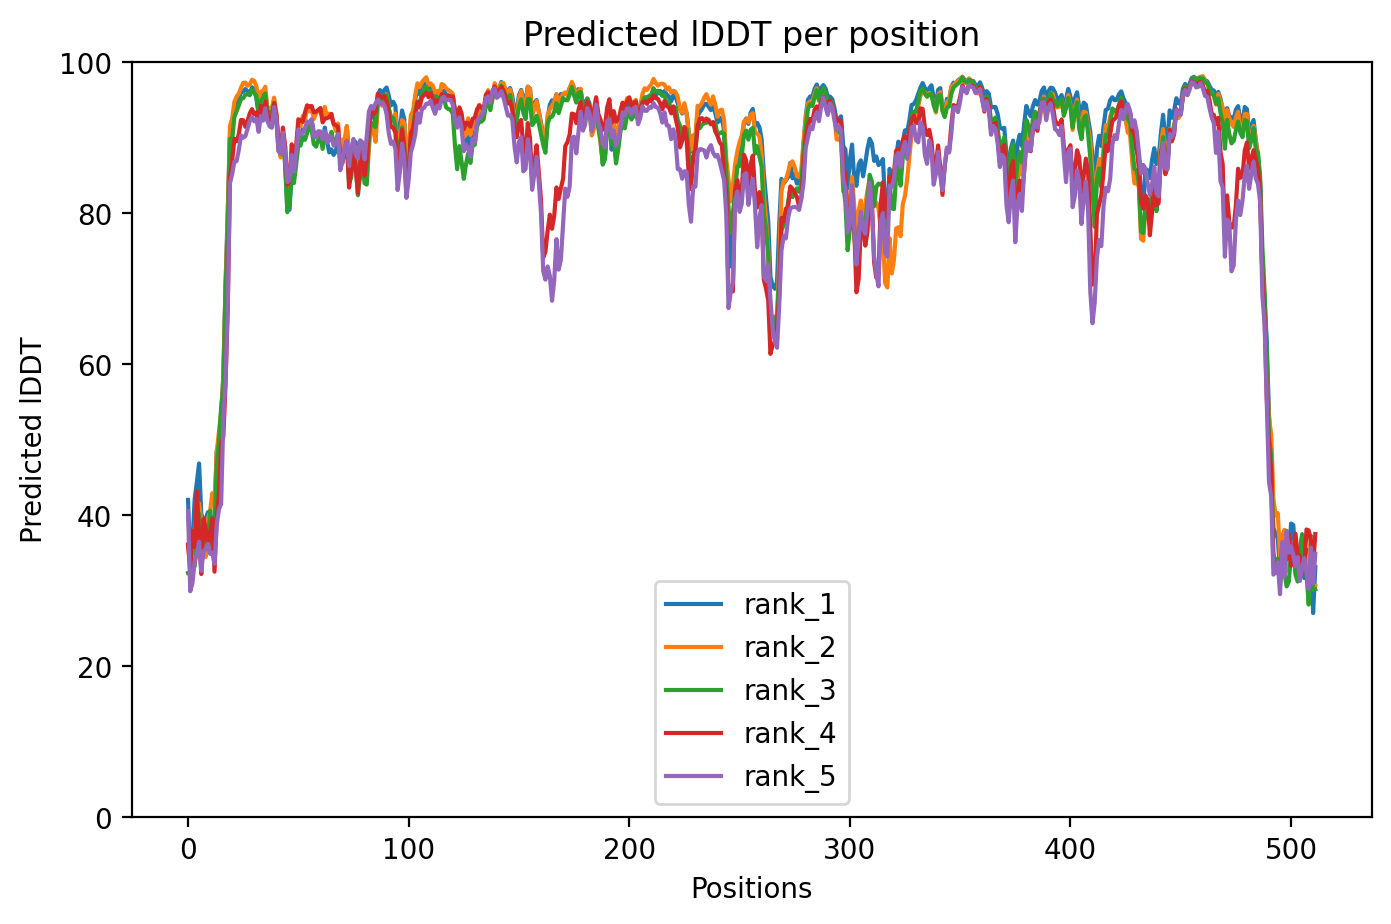 Predicted lDDT per position
100
80
60
40
20
0
Predicted lDDT
rank_1
rank_2
rank_3
rank_4
rank_5
0 100 200 300 400 500
Positions